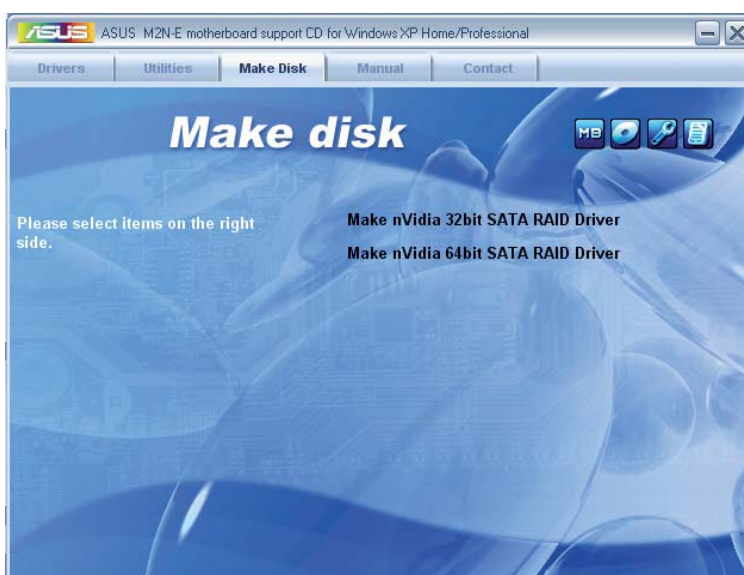 ASUS ASUS M2N-E motherboard support CD for Windows XP Home/Professional
Drivers Utilities Make Disk Manual Contact
Make disk
MB
Please select items on the right
side.
Make nVidia 32bit SATA RAID Driver
Make nVidia 64bit SATA RAID Driver